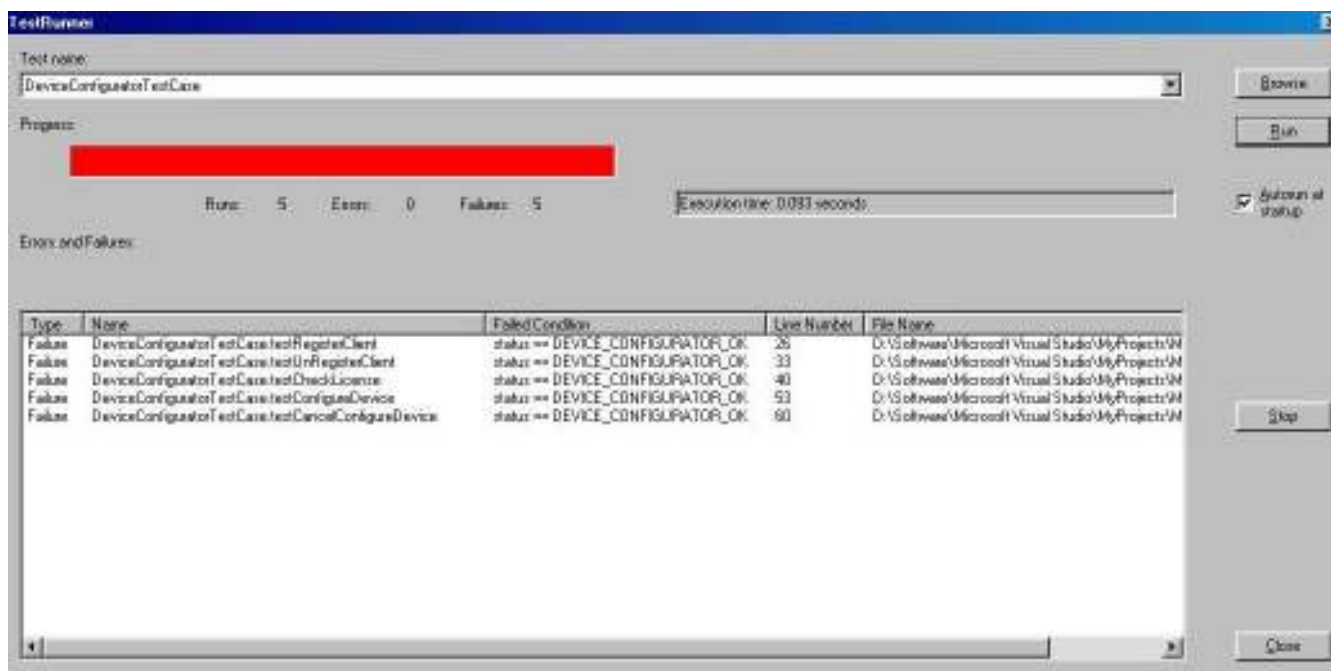 TestRunner
Test name:
DeviceConfiguratorTestCase
Browse
Progress:
Run
Runs: 5 Errors: 0 Failures: 5 Execution time: 0.093 seconds
Autorun at
startup
Errors and Failures:
Type Name Failed Condition Line Number File Name
Failure DeviceConfiguratorTestCase.testRegisterClient status == DEVICE_CONFIGURATOR_OK 26 D:\Software\Microsoft Visual Studio\MyProjects\M
Failure DeviceConfiguratorTestCase.testUnRegisterClient status == DEVICE_CONFIGURATOR_OK 33 D:\Software\Microsoft Visual Studio\MyProjects\M
Failure DeviceConfiguratorTestCase.testCheckLicense status == DEVICE_CONFIGURATOR_OK 40 D:\Software\Microsoft Visual Studio\MyProjects\M
Failure DeviceConfiguratorTestCase.testConfigureDevice status == DEVICE_CONFIGURATOR_OK 53 D:\Software\Microsoft Visual Studio\MyProjects\M
Failure DeviceConfiguratorTestCase.testCancelConfigureDevice status == DEVICE_CONFIGURATOR_OK 60 D:\Software\Microsoft Visual Studio\MyProjects\M
Stop
Close